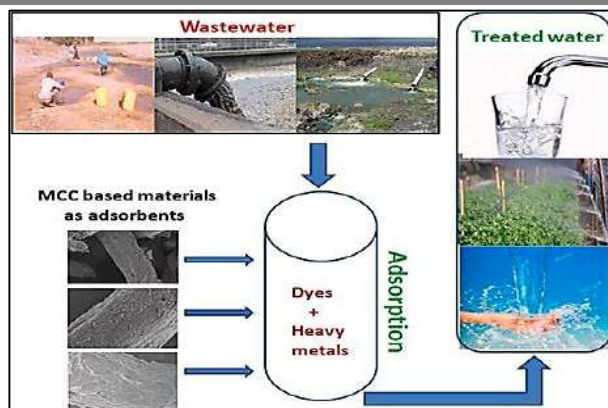 Wastewater
Treated water
MCC based materials
as adsorbents
Adsorption
Dyes
+
Heavy
metals